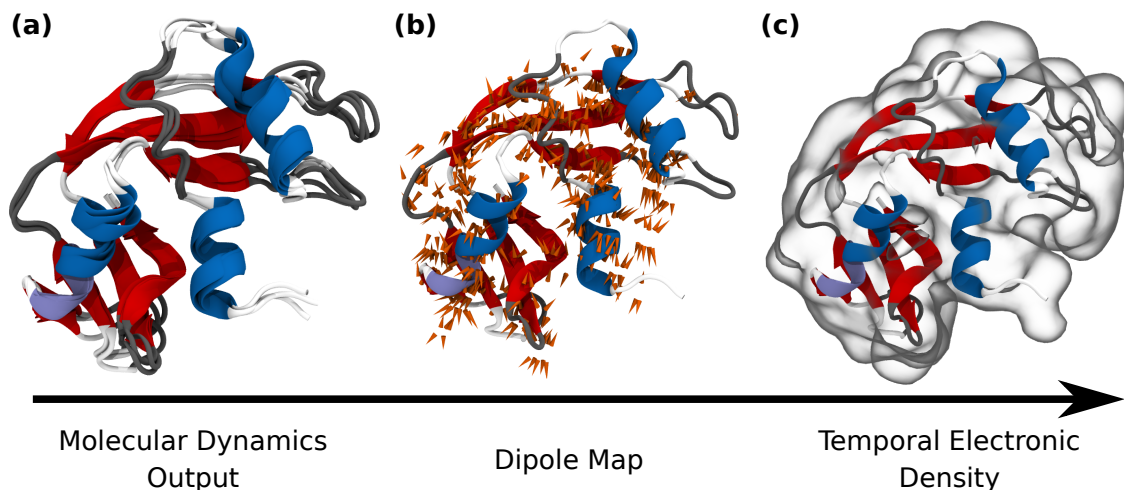 (a)
(b)
(c)
Molecular Dynamics
Output
Dipole Map
Temporal Electronic
Density